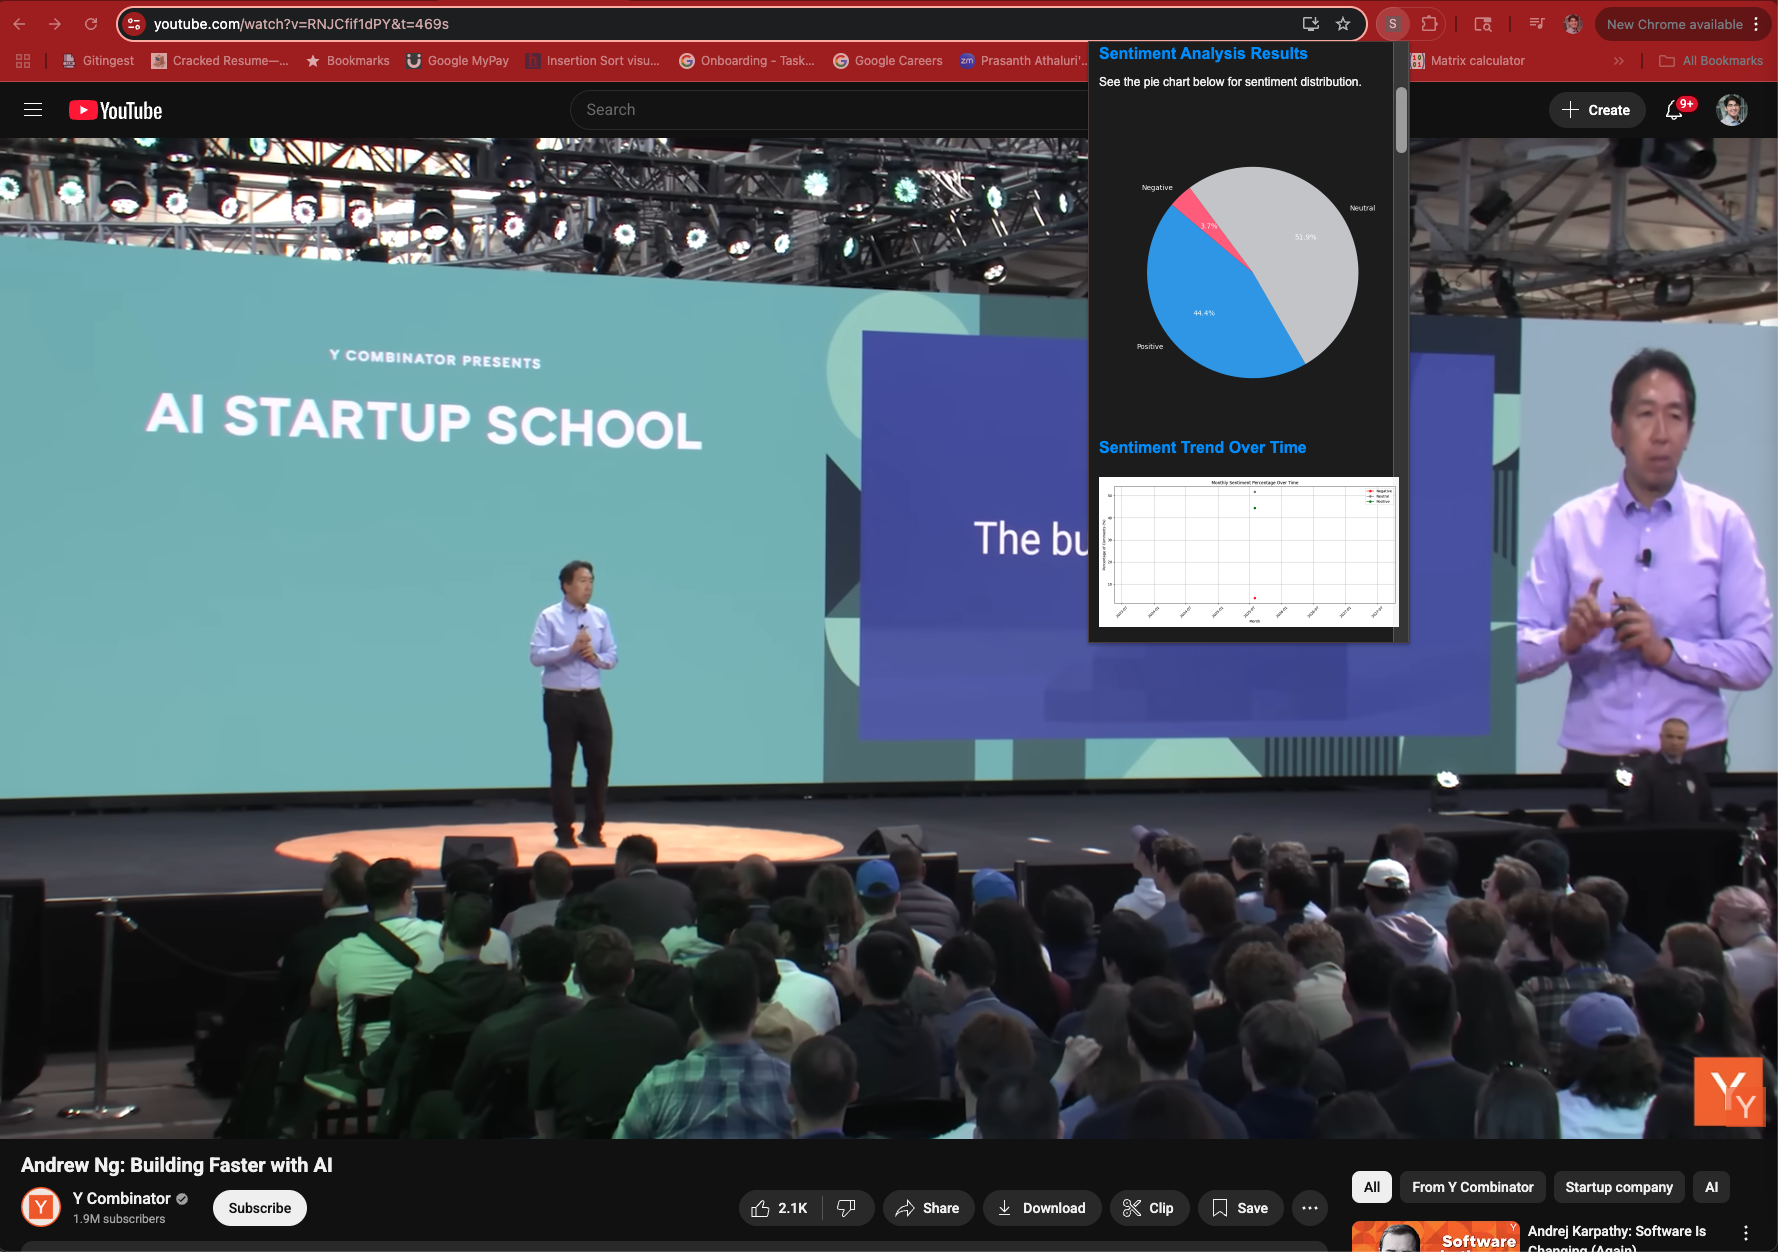 youtube.com/watch?v=RNJCfif1dPY&t=469s
S
New Chrome available
Gitingest
Cracked Resume—...
Bookmarks
Google MyPay
Insertion Sort visu...
Onboarding - Task...
Google Careers
zm Prasanth Athaluri'...
Matrix calculator
All Bookmarks
YouTube
Search
Create
9+
Sentiment Analysis Results
See the pie chart below for sentiment distribution.
Negative
Neutral
3.7%
51.9%
44.4%
Positive
Sentiment Trend Over Time
Monthly Sentiment Percentage Over Time
Negative
Neutral
Positive
Month
Y COMBINATOR PRESENTS
AI STARTUP SCHOOL
The bu
Y
Y
Andrew Ng: Building Faster with AI
Y
Y Combinator
1.9M subscribers
Subscribe
2.1K
Share
Download
Clip
Save
All
From Y Combinator
Startup company
AI
Software
Andrej Karpathy: Software Is
Changing (Again)